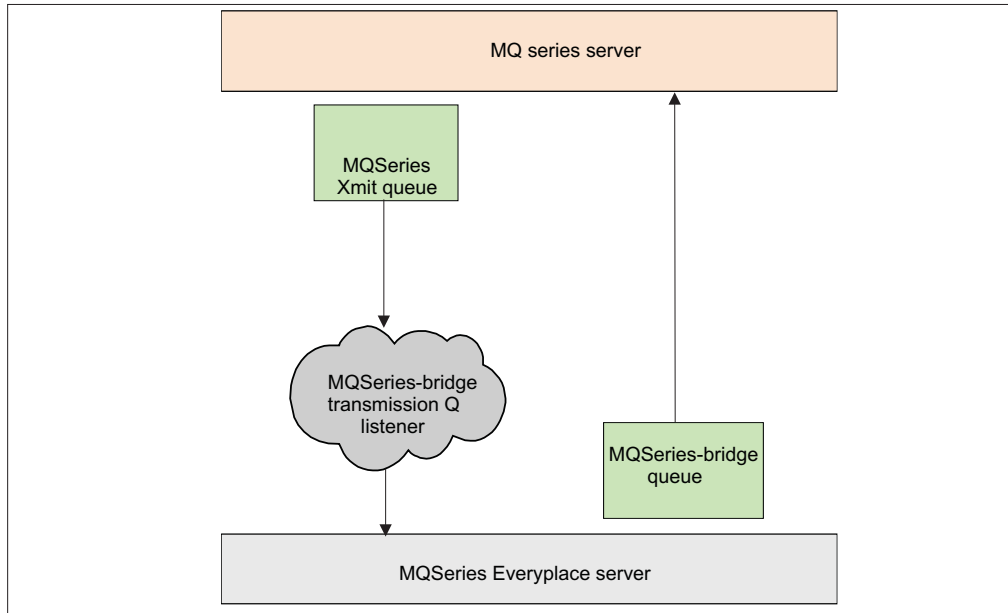 MQ series server
MQSeries
Xmit queue
MQSeries-bridge
transmission Q
listener
MQSeries-bridge
queue
MQSeries Everyplace server